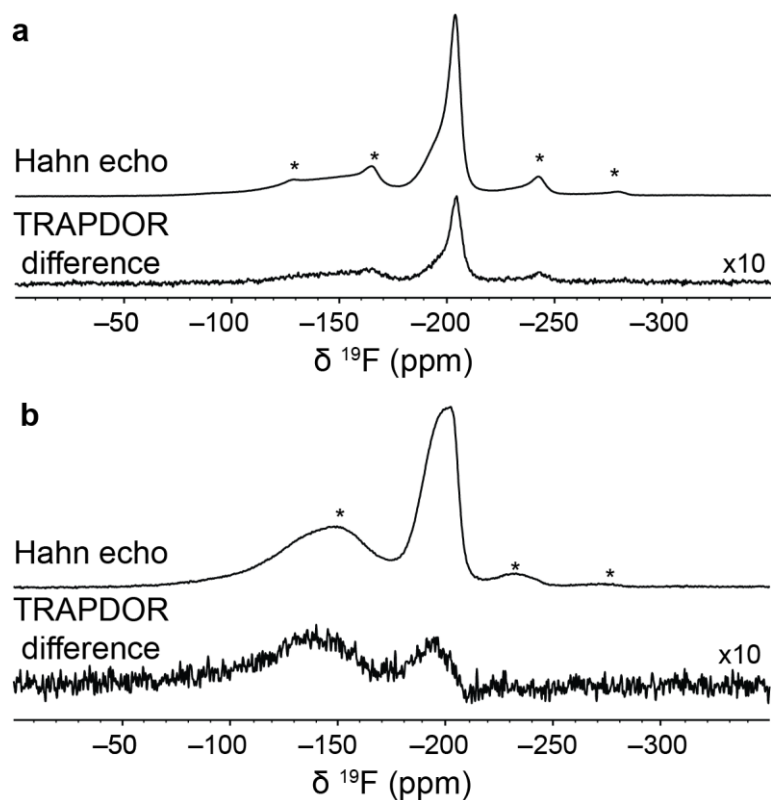 a
* * * *
Hahn echo
TRAPDOR
difference
x10
–50 –100 –150 –200 –250 –300
δ ¹⁹F (ppm)
b
* * *
Hahn echo
TRAPDOR
difference
x10
–50 –100 –150 –200 –250 –300
δ ¹⁹F (ppm)